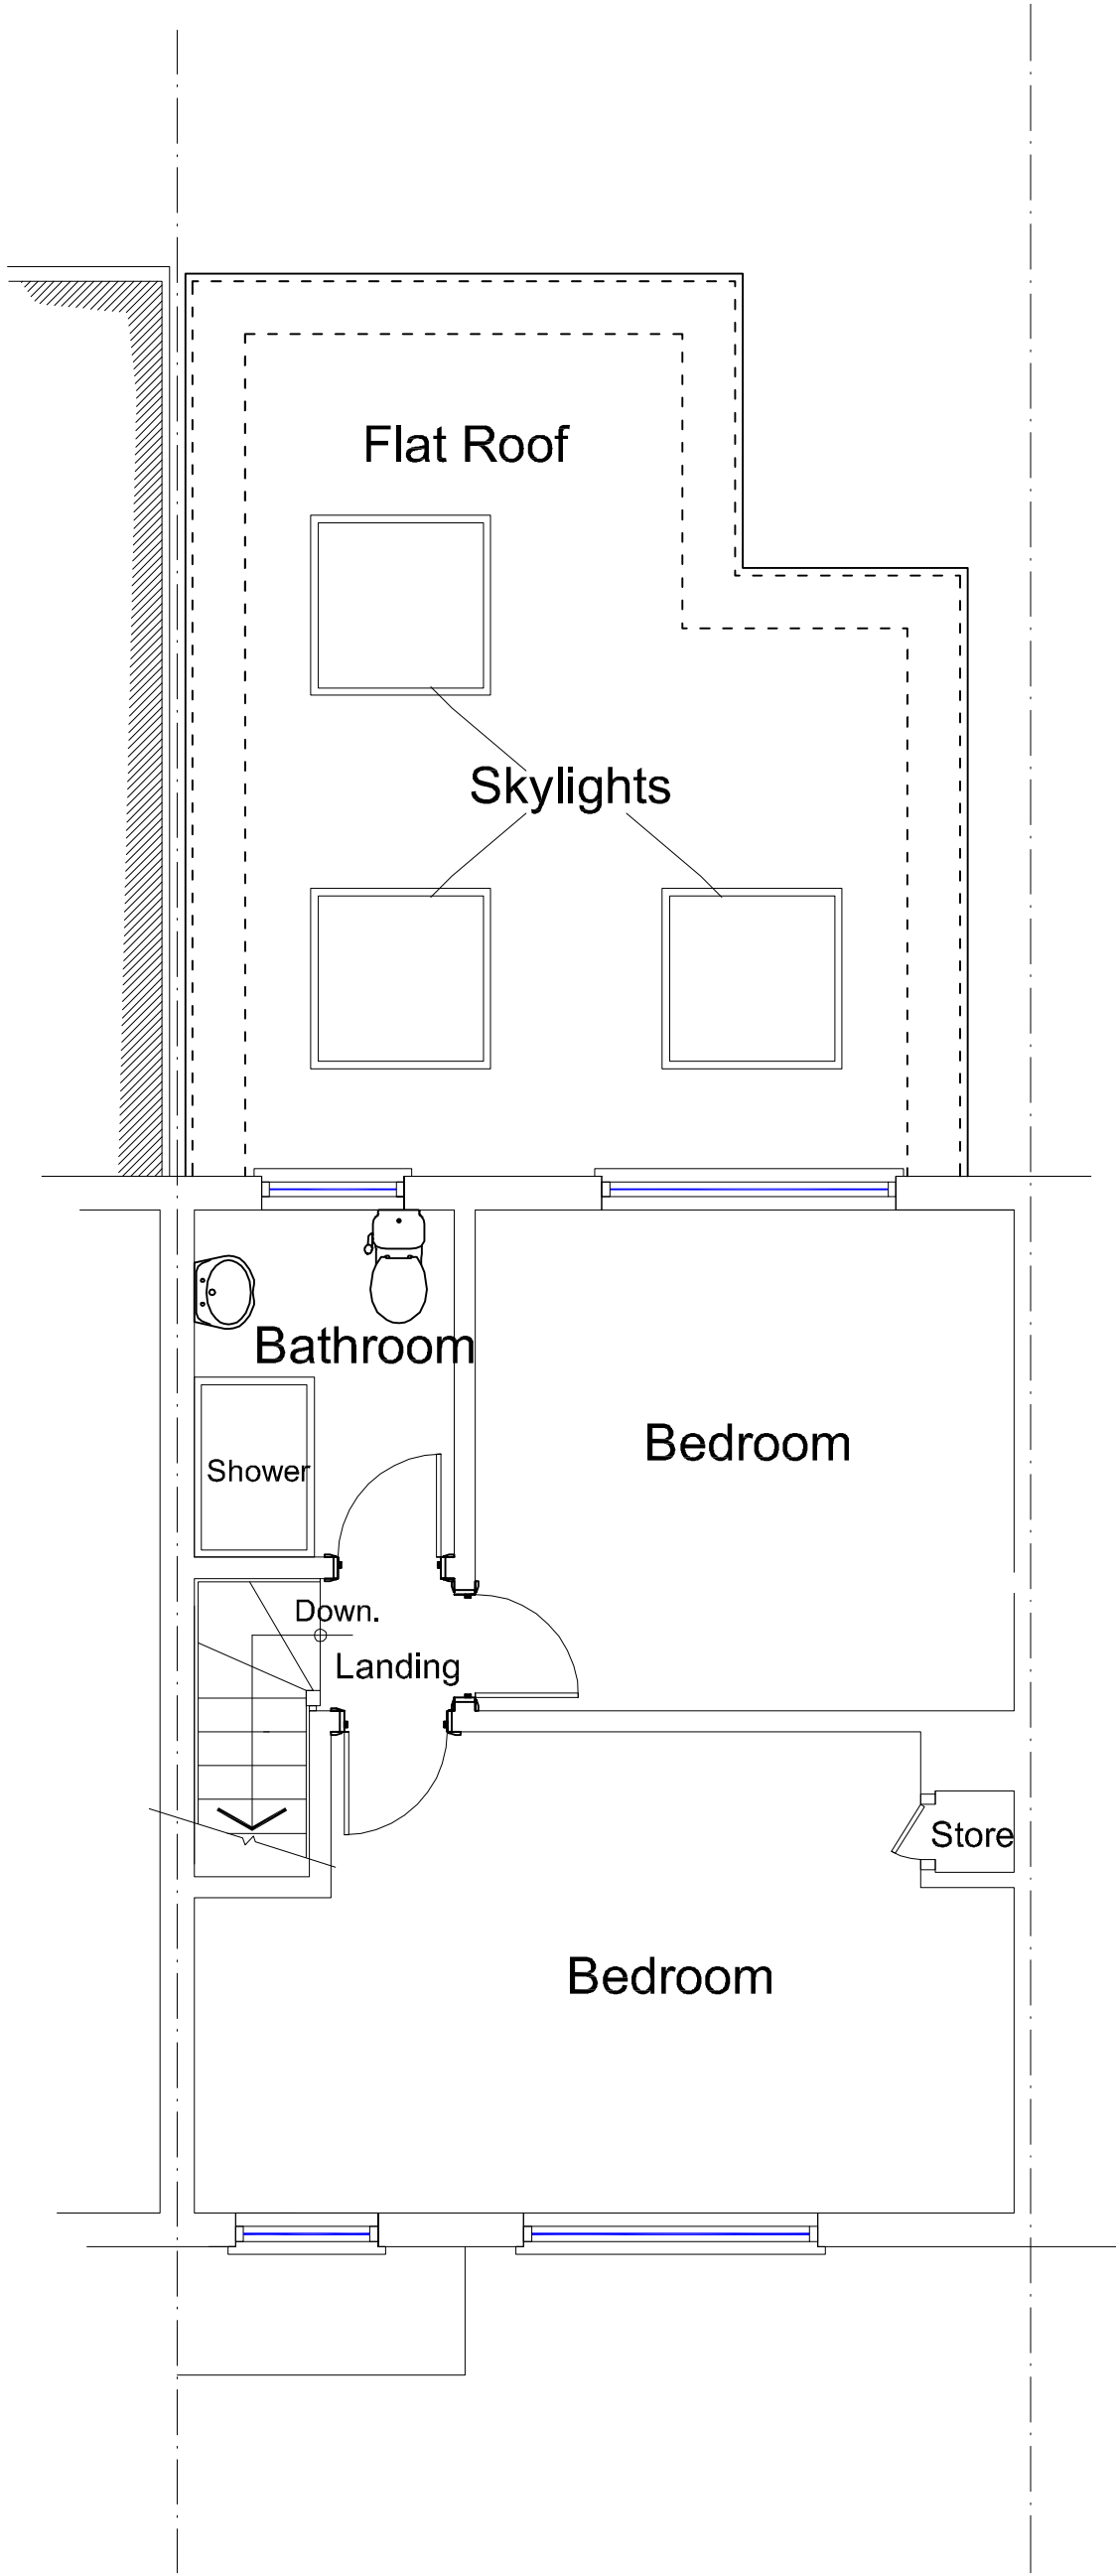 Flat Roof
Skylights
Bathroom
Bedroom
Shower
Down.
Landing
Store
Bedroom